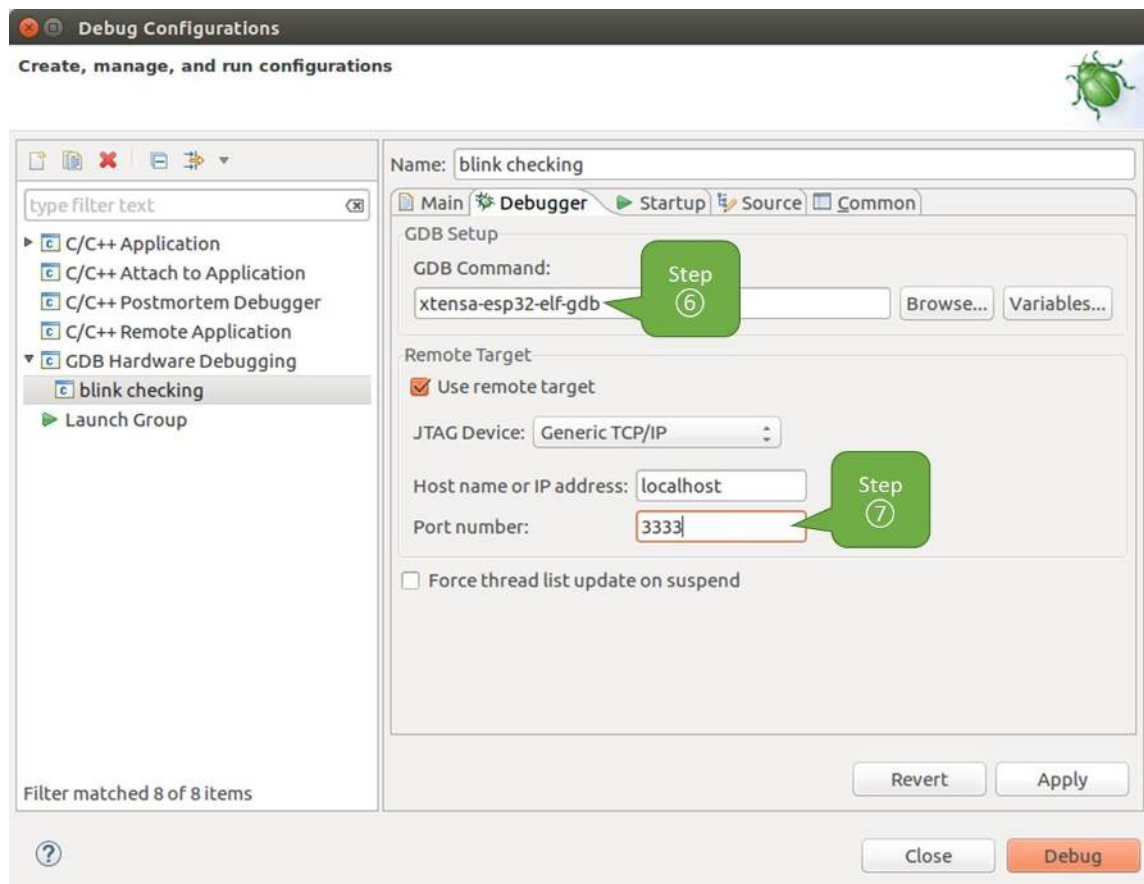 Debug Configurations
Create, manage, and run configurations
type filter text
C/C++ Application
C/C++ Attach to Application
C/C++ Postmortem Debugger
C/C++ Remote Application
GDB Hardware Debugging
blink checking
Launch Group
Filter matched 8 of 8 items
Name: blink checking
Main Debugger Startup Source Common
GDB Setup
GDB Command:
xtensa-esp32-elf-gdb Browse... Variables...
Step
⑥
Remote Target
Use remote target
JTAG Device: Generic TCP/IP
Host name or IP address: localhost
Port number: 3333
Step
⑦
Force thread list update on suspend
Revert Apply
? Close Debug